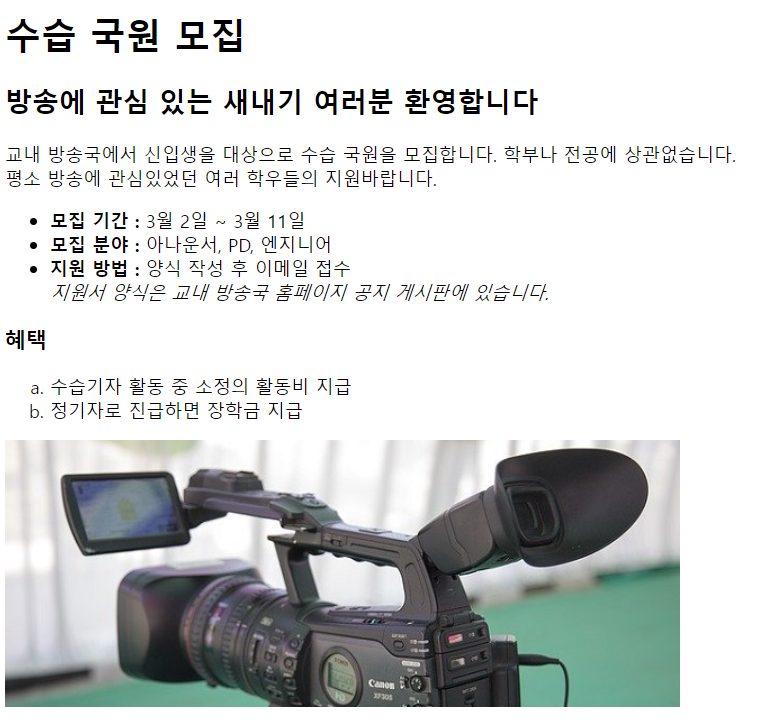 수습 국원 모집
방송에 관심 있는 새내기 여러분 환영합니다
교내 방송국에서 신입생을 대상으로 수습 국원을 모집합니다. 학부나 전공에 상관없습니다.
평소 방송에 관심있었던 여러 학우들의 지원바랍니다.
• 모집 기간 : 3월 2일 ~ 3월 11일
• 모집 분야 : 아나운서, PD, 엔지니어
• 지원 방법 : 양식 작성 후 이메일 접수
지원서 양식은 교내 방송국 홈페이지 공지 게시판에 있습니다.
혜택
a. 수습기자 활동 중 소정의 활동비 지급
b. 정기자로 진급하면 장학금 지급
Canon
XF305